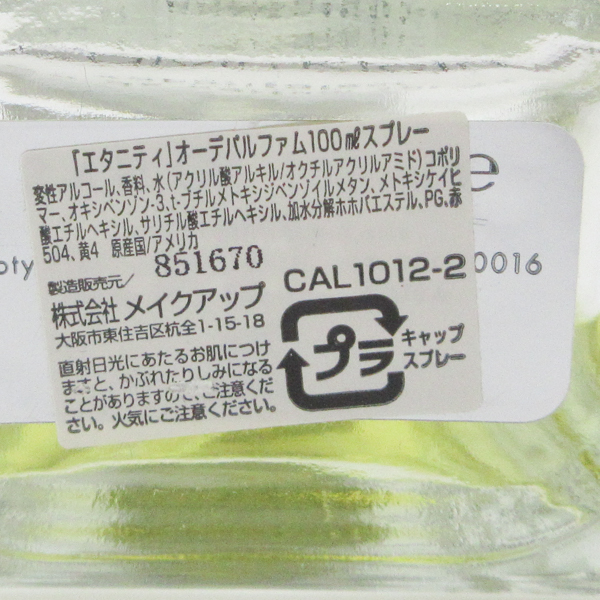 「エタニティ」オーデパルファム100㎖スプレー
変性アルコール、香料、水(アクリル酸アルキル/オクチルアクリルアミド)コポリ
マー、オキシベンゾン-3、t-ブチルメトキシジベンゾイルメタン、メトキシケイヒ
酸エチルヘキシル、サリチル酸エチルヘキシル、加水分解ホホバエステル、PG、赤
504、黄4 原産国/アメリカ
851670
製造販売元/
CAL1012-2
株式会社 メイクアップ
大阪市東住吉区杭全1-15-18
プラ
キャップ
スプレー
直射日光にあたるお肌につけ
ますと、かぶれたりしみになる
ことがありますので、ご注意くだ
さい。火気にご注意ください。
0016